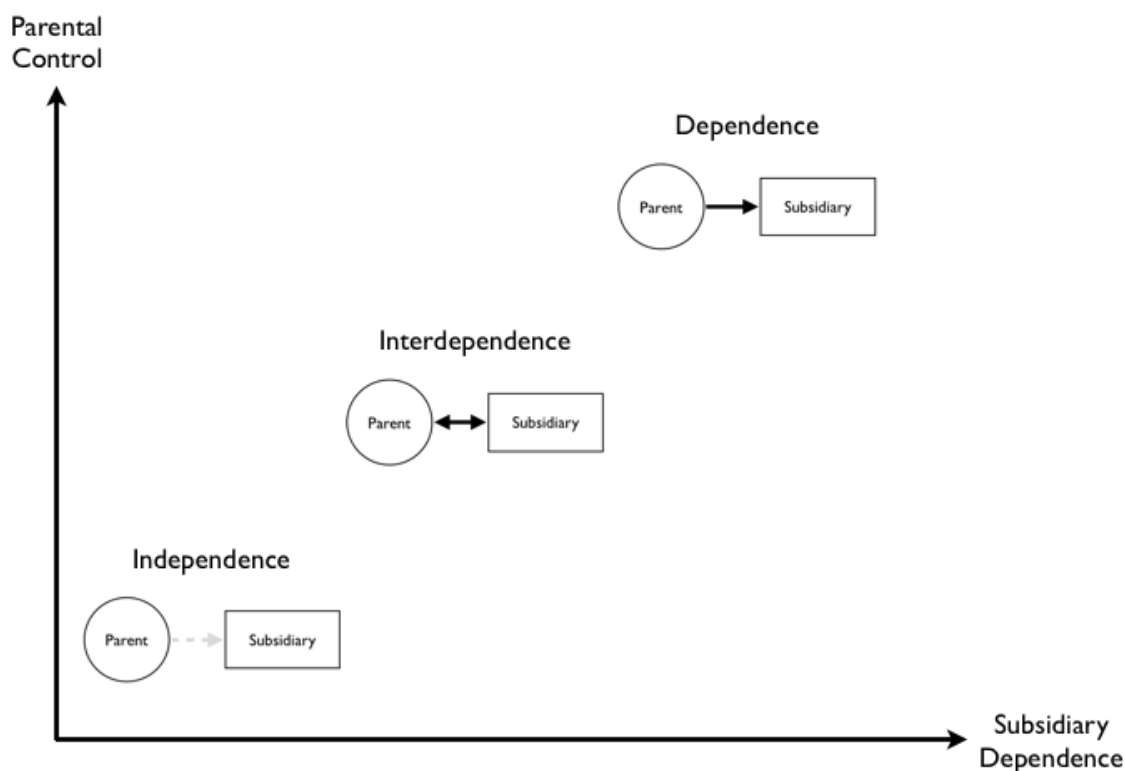 Parental
Control
Dependence
Parent
Subsidiary
Interdependence
Parent
Subsidiary
Independence
Parent
Subsidiary
Subsidiary
Dependence